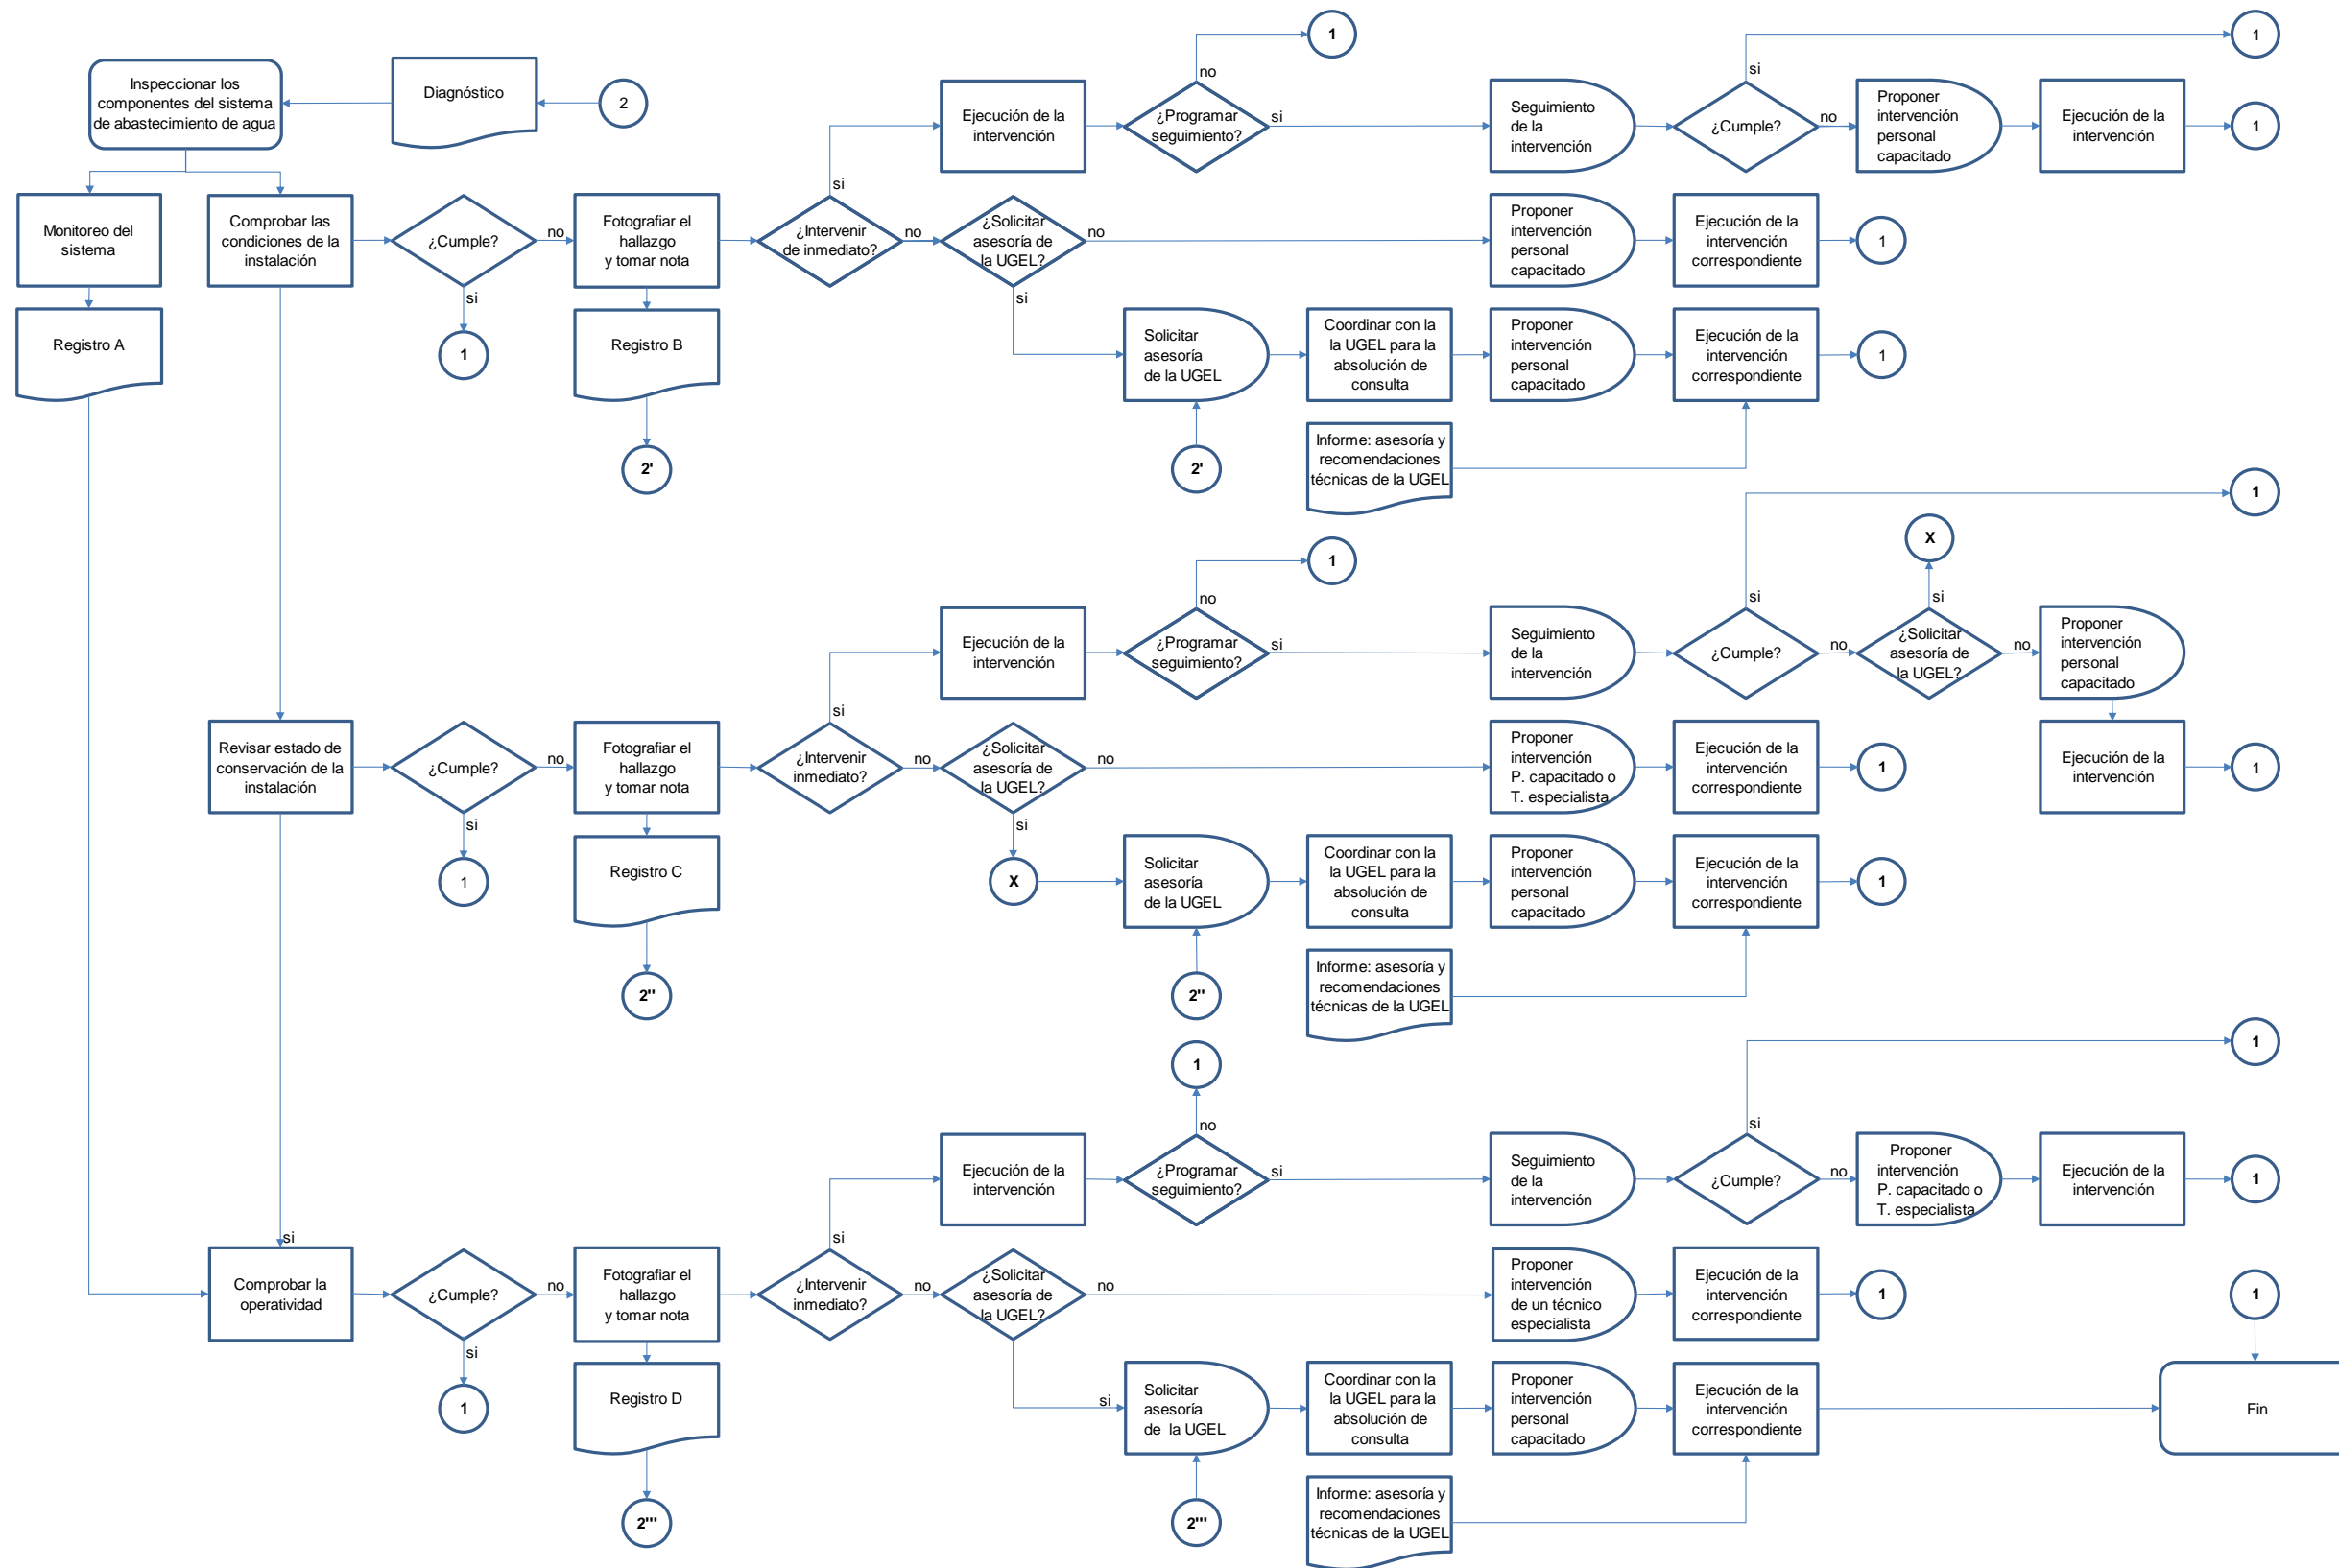 1
1
Inspeccionar los
componentes del sistema
de abastecimiento de agua
Diagnóstico
2
no
si
Ejecución de la
intervención
¿Programar
seguimiento?
si
Seguimiento
de la
intervención
¿Cumple?
no
Proponer
intervención
personal
capacitado
Ejecución de la
intervención
1
si
Monitoreo del
sistema
Comprobar las
condiciones de la
instalación
¿Cumple?
no
Fotografiar el
hallazgo
y tomar nota
¿Intervenir
de inmediato?
no
¿Solicitar
asesoría de
la UGEL?
no
Proponer
intervención
personal
capacitado
Ejecución de la
intervención
correspondiente
1
si
si
Registro A
1
Registro B
Solicitar
asesoría
de la UGEL
Coordinar con la
la UGEL para la
absolución de
consulta
Proponer
intervención
personal
capacitado
Ejecución de la
intervención
correspondiente
1
2'
2'
Informe: asesoría y
recomendaciones
técnicas de la UGEL
1
X
1
no
si
si
Ejecución de la
intervención
¿Programar
seguimiento?
si
Seguimiento
de la
intervención
¿Cumple?
no
¿Solicitar
asesoría de
la UGEL?
no
Proponer
intervención
personal
capacitado
si
Revisar estado de
conservación de la
instalación
¿Cumple?
no
Fotografiar el
hallazgo
y tomar nota
¿Intervenir
inmediato?
no
¿Solicitar
asesoría de
la UGEL?
no
Proponer
intervención
P. capacitado o
T. especialista
Ejecución de la
intervención
correspondiente
1
Ejecución de la
intervención
1
si
si
1
Registro C
X
Solicitar
asesoría
de la UGEL
Coordinar con la
la UGEL para la
absolución de
consulta
Proponer
intervención
personal
capacitado
Ejecución de la
intervención
correspondiente
1
2''
2''
Informe: asesoría y
recomendaciones
técnicas de la UGEL
1
1
no
si
Ejecución de la
intervención
¿Programar
seguimiento?
si
Seguimiento
de la
intervención
¿Cumple?
no
Proponer
intervención
P. capacitado o
T. especialista
Ejecución de la
intervención
1
si
si
Comprobar la
operatividad
¿Cumple?
no
Fotografiar el
hallazgo
y tomar nota
¿Intervenir
inmediato?
no
¿Solicitar
asesoría de
la UGEL?
no
Proponer
intervención
de un técnico
especialista
Ejecución de la
intervención
correspondiente
1
1
si
1
Registro D
si
Solicitar
asesoría
de la UGEL
Coordinar con la
la UGEL para la
absolución de
consulta
Proponer
intervención
personal
capacitado
Ejecución de la
intervención
correspondiente
Fin
2'''
2'''
Informe: asesoría y
recomendaciones
técnicas de la UGEL